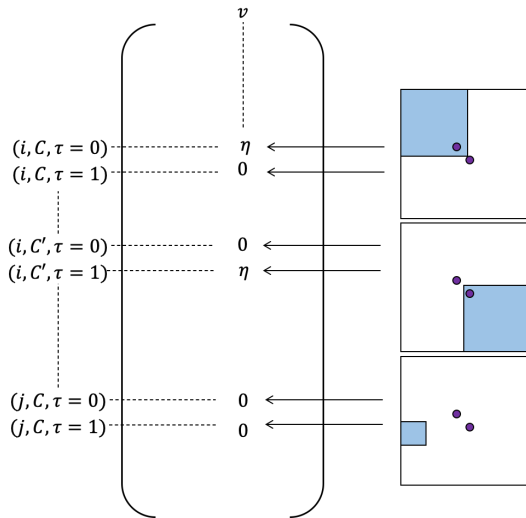 v
(i, C, τ = 0) η
(i, C, τ = 1) 0
(i, C′, τ = 0) 0
(i, C′, τ = 1) η
(j, C, τ = 0) 0
(j, C, τ = 1) 0